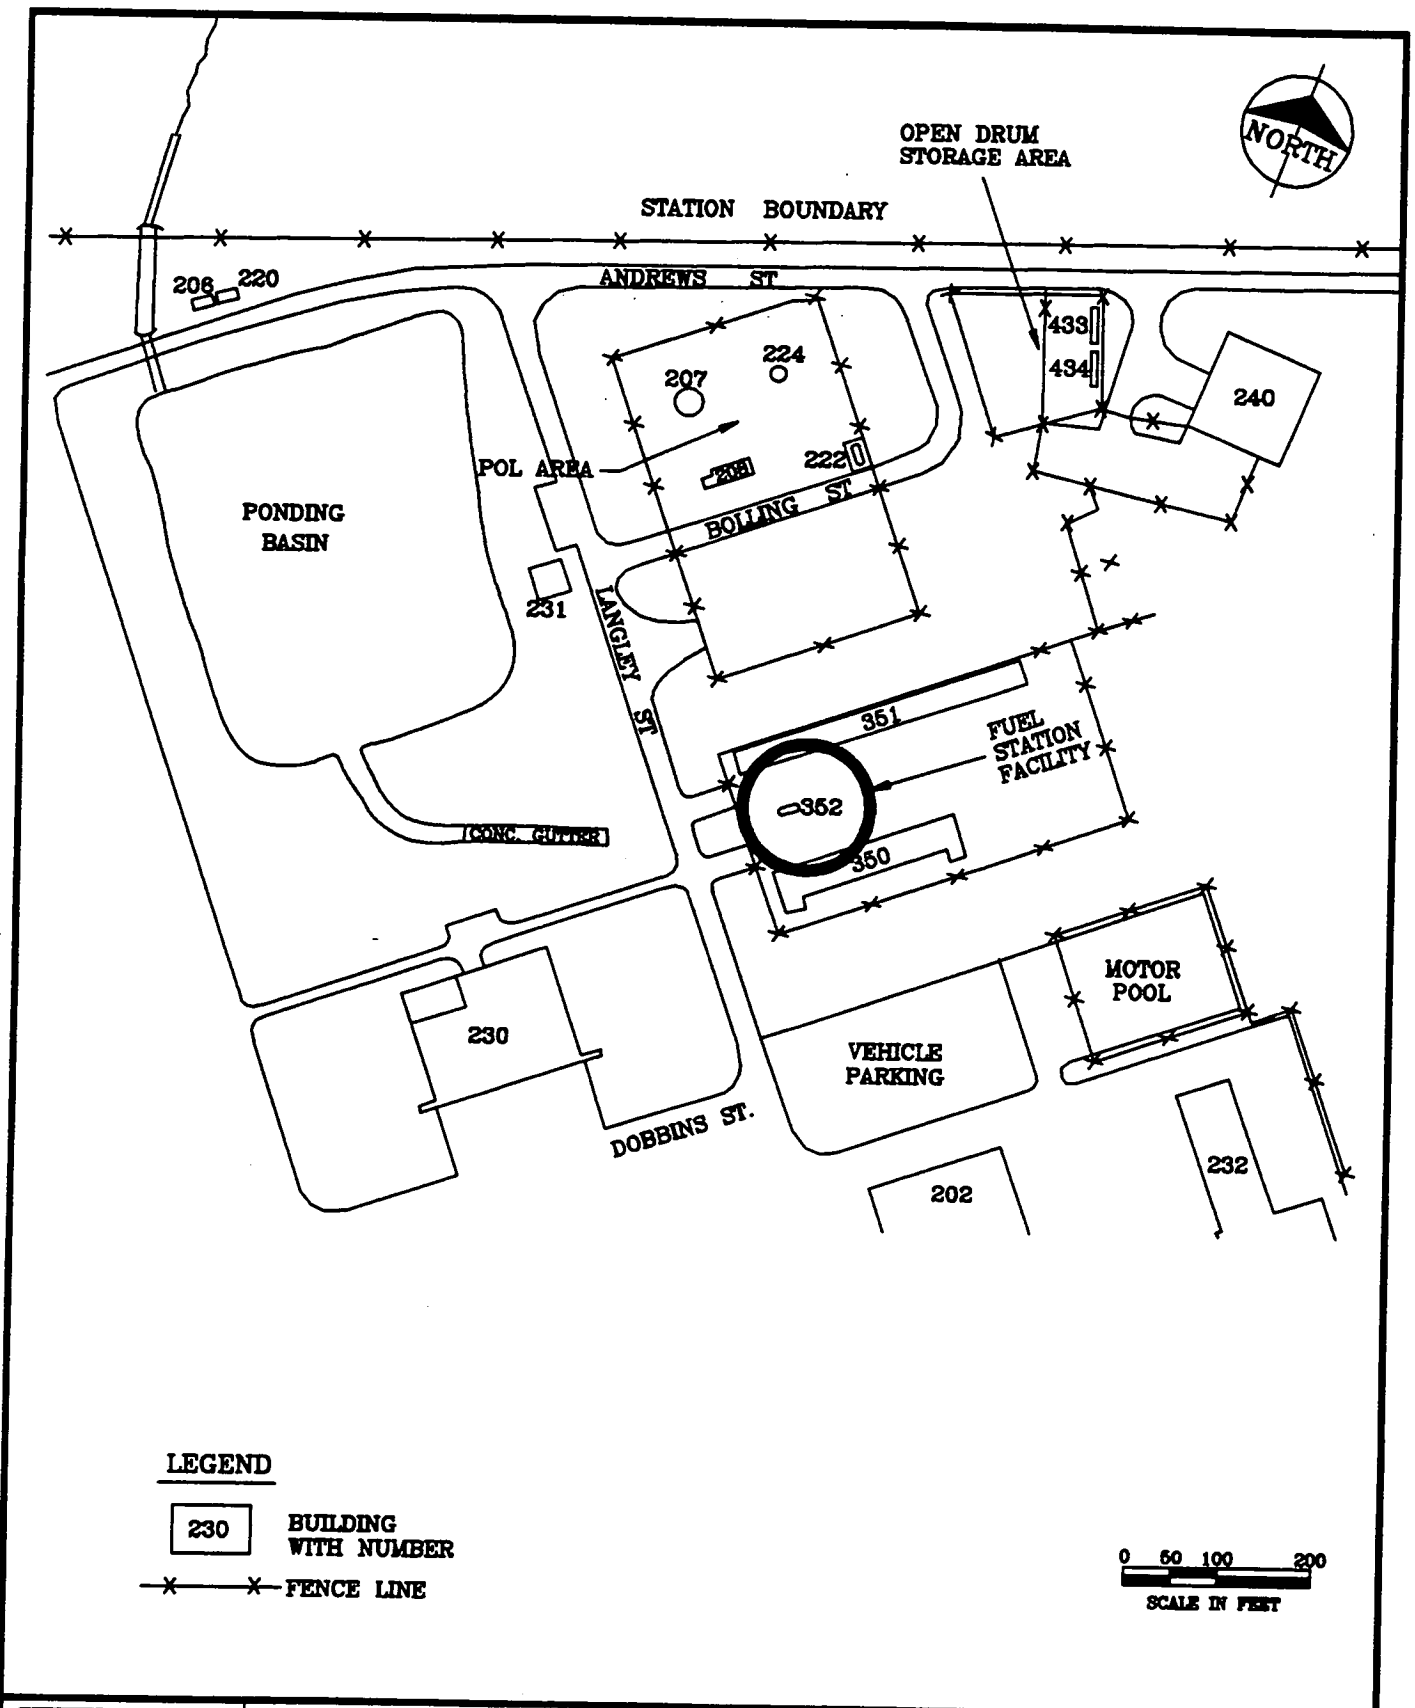 NORTH
OPEN DRUM
STORAGE AREA
STATION BOUNDARY
206
220
ANDREWS ST
433
224
434
207
240
222
POL AREA
208
BOLLING ST
PONDING
BASIN
231
LANGLEY ST
351
FUEL
STATION
FACILITY
352
CONC. GUTTER
350
MOTOR
POOL
230
VEHICLE
PARKING
DOBBINS ST.
232
202
LEGEND
230
BUILDING
WITH NUMBER
FENCE LINE
0 50 100 200
SCALE IN FEET